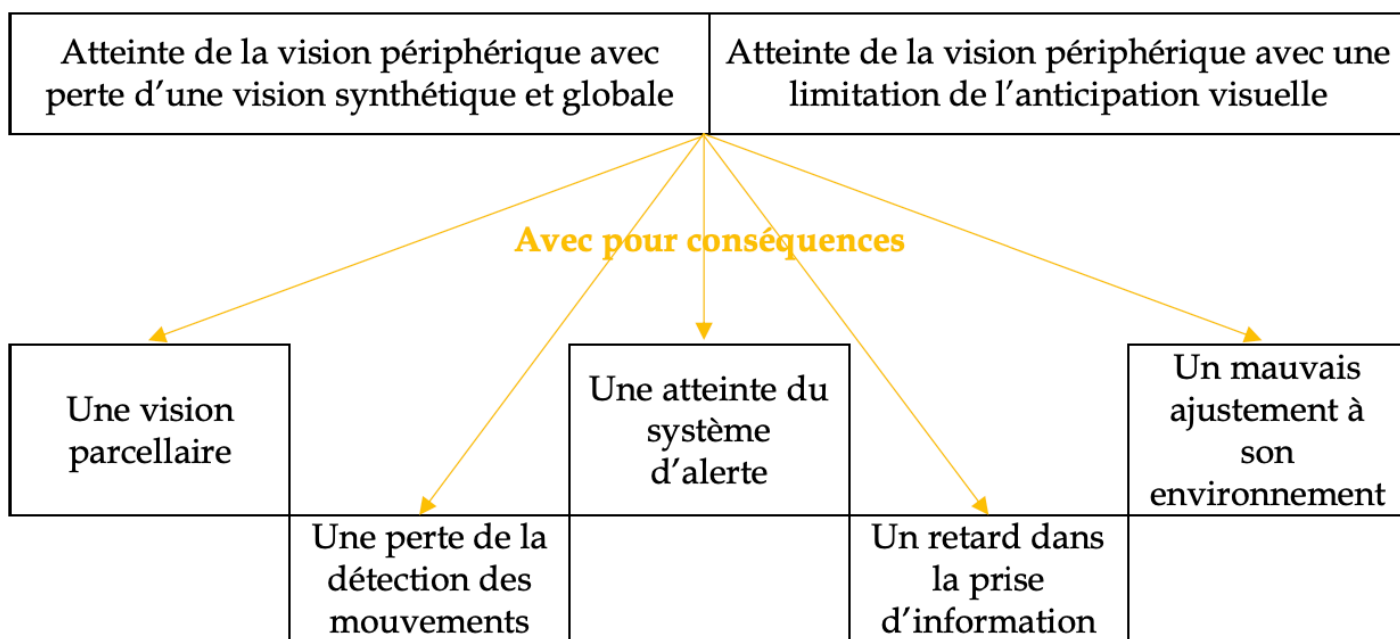 Atteinte de la vision périphérique avec
perte d’une vision synthétique et globale
Atteinte de la vision périphérique avec une
limitation de l’anticipation visuelle
Avec pour conséquences
Une vision
parcellaire
Une perte de la
détection des
mouvements
Une atteinte du
système
d’alerte
Un retard dans
la prise
d’information
Un mauvais
ajustement à
son
environnement